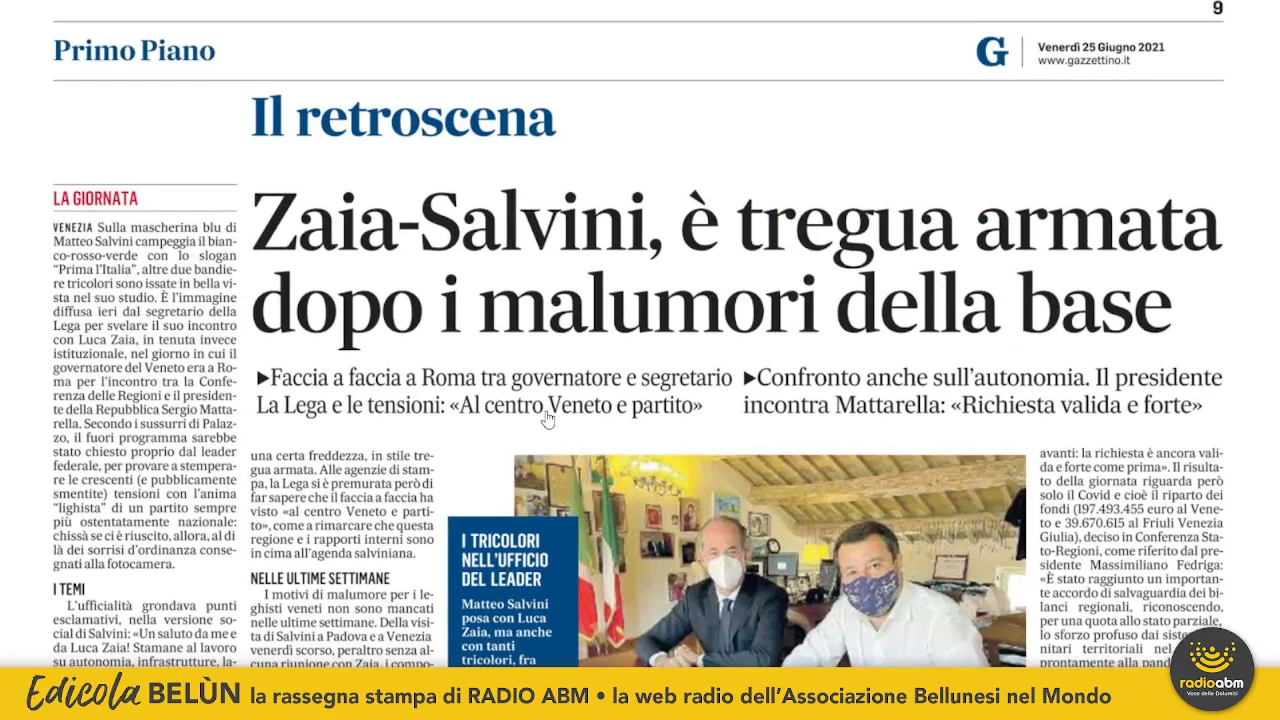 9
Primo Piano
G
Venerdì 25 Giugno 2021
www.gazzettino.it
Il retroscena
LA GIORNATA
VENEZIA Sulla mascherina blu di
Matteo Salvini campeggia il bian-
co-rosso-verde con lo slogan
“Prima l'Italia”, altre due bandie-
re tricolori sono issate in bella vi-
sta nel suo studio. È l'immagine
diffusa ieri dal segretario della
Lega per svelare il suo incontro
con Luca Zaia, in tenuta invece
istituzionale, nel giorno in cui il
governatore del Veneto era a Ro-
ma per l'incontro tra la Confe-
renza delle Regioni e il presiden-
te della Repubblica Sergio Matta-
rella. Secondo i sussurri di Palaz-
zo, il fuori programma sarebbe
stato chiesto proprio dal leader
federale, per provare a stempera-
re le crescenti (e pubblicamente
smentite) tensioni con l'anima
“lighista” di un partito sempre
più ostentatamente nazionale:
chissà se ci è riuscito, allora, al di
là dei sorrisi d'ordinanza conse-
gnati alla fotocamera.
I TEMI
L'ufficialità grondava punti
esclamativi, nella versione so-
cial di Salvini: «Un saluto da me e
da Luca Zaia! Stamane al lavoro
su autonomia, infrastrutture, la-
Zaia-Salvini, è tregua armata
dopo i malumori della base
▶Faccia a faccia a Roma tra governatore e segretario
La Lega e le tensioni: «Al centro Veneto e partito»
▶Confronto anche sull'autonomia. Il presidente
incontra Mattarella: «Richiesta valida e forte»
una certa freddezza, in stile tre-
gua armata. Alle agenzie di stam-
pa, la Lega si è premurata però di
far sapere che il faccia a faccia ha
visto «al centro Veneto e parti-
to», come a rimarcare che questa
regione e i rapporti interni sono
in cima all'agenda salviniana.
NELLE ULTIME SETTIMANE
I motivi di malumore per i le-
ghisti veneti non sono mancati
nelle ultime settimane. Della visi-
ta di Salvini a Padova e a Venezia
venerdì scorso, peraltro senza al-
cuna riunione con Zaia, i compo-
I TRICOLORI
NELL'UFFICIO
DEL LEADER
Matteo Salvini
posa con Luca
Zaia, ma anche
con tanti
tricolori, fra
avanti: la richiesta è ancora vali-
da e forte come prima». Il risulta-
to della giornata riguarda però
solo il Covid e cioè il riparto dei
fondi (197.493.455 euro al Vene-
to e 39.670.615 al Friuli Venezia
Giulia), deciso in Conferenza Sta-
to-Regioni, come riferito dal pre-
sidente Massimiliano Fedriga:
«È stato raggiunto un importan-
te accordo di salvaguardia dei bi-
lanci regionali, riconoscendo,
per una quota allo stato parziale,
lo sforzo profuso dai
nitari territoriali nel
prontamente alla
Edicola BELÙN la rassegna stampa di RADIO ABM • la web radio dell'Associazione Bellunesi nel Mondo
radioabm
Voce delle Dolomiti